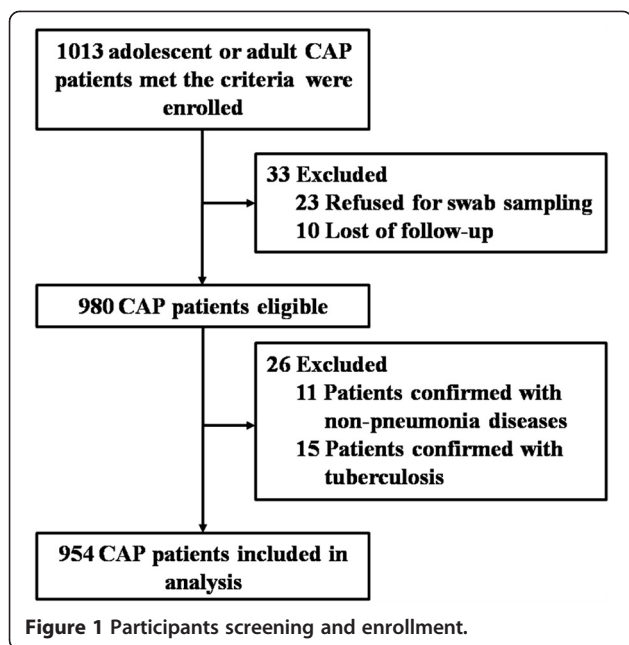 1013 adolescent or adult CAP
patients met the criteria were
enrolled
33 Excluded
23 Refused for swab sampling
10 Lost of follow-up
980 CAP patients eligible
26 Excluded
11 Patients confirmed with
non-pneumonia diseases
15 Patients confirmed with
tuberculosis
954 CAP patients included in
analysis
Figure 1 Participants screening and enrollment.